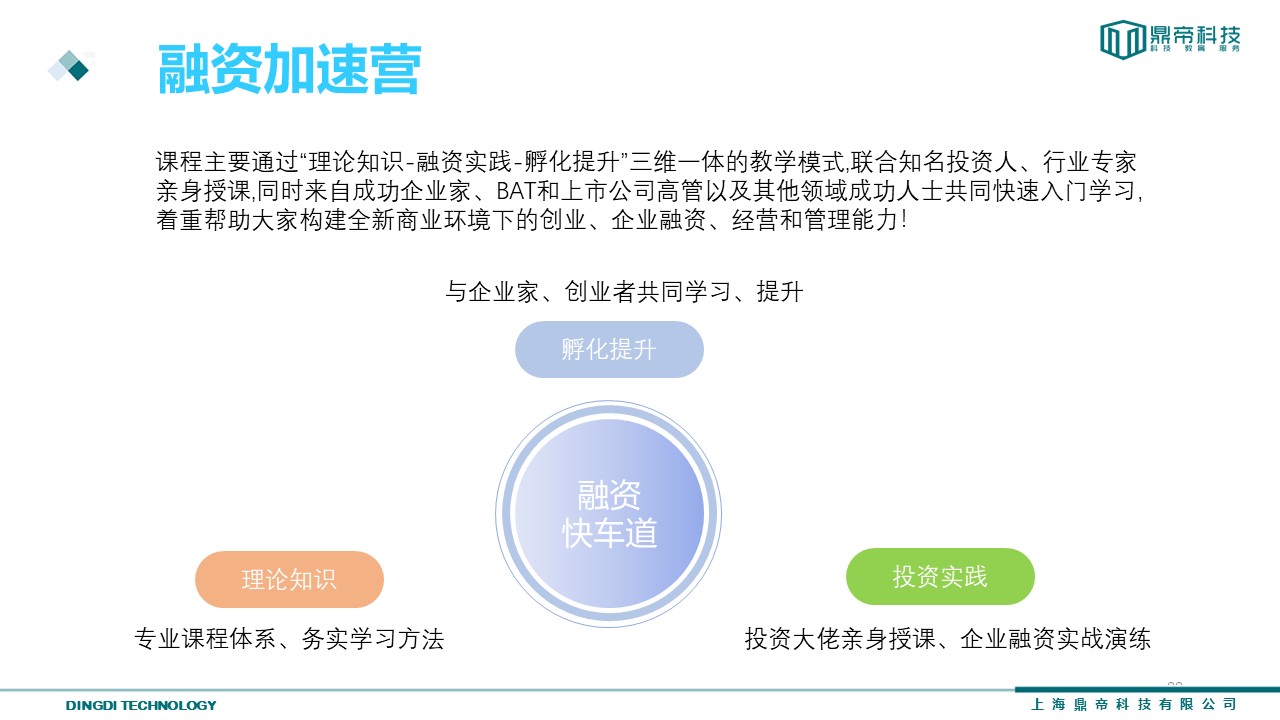 融资加速营
鼎帝科技
科技 教育 服务
课程主要通过“理论知识-融资实践-孵化提升”三维一体的教学模式,联合知名投资人、行业专家
亲身授课,同时来自成功企业家、BAT和上市公司高管以及其他领域成功人士共同快速入门学习,
着重帮助大家构建全新商业环境下的创业、企业融资、经营和管理能力!
与企业家、创业者共同学习、提升
孵化提升
融资
快车道
理论知识
投资实践
专业课程体系、务实学习方法
投资大佬亲身授课、企业融资实战演练
DINGDI TECHNOLOGY
上海鼎帝科技有限公司